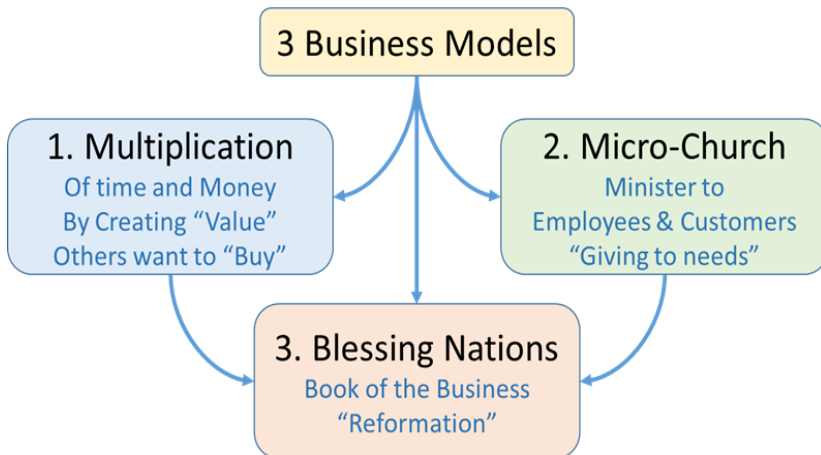 3 Business Models
1. Multiplication
Of time and Money
By Creating “Value”
Others want to “Buy”
2. Micro-Church
Minister to
Employees & Customers
“Giving to needs”
3. Blessing Nations
Book of the Business
“Reformation”